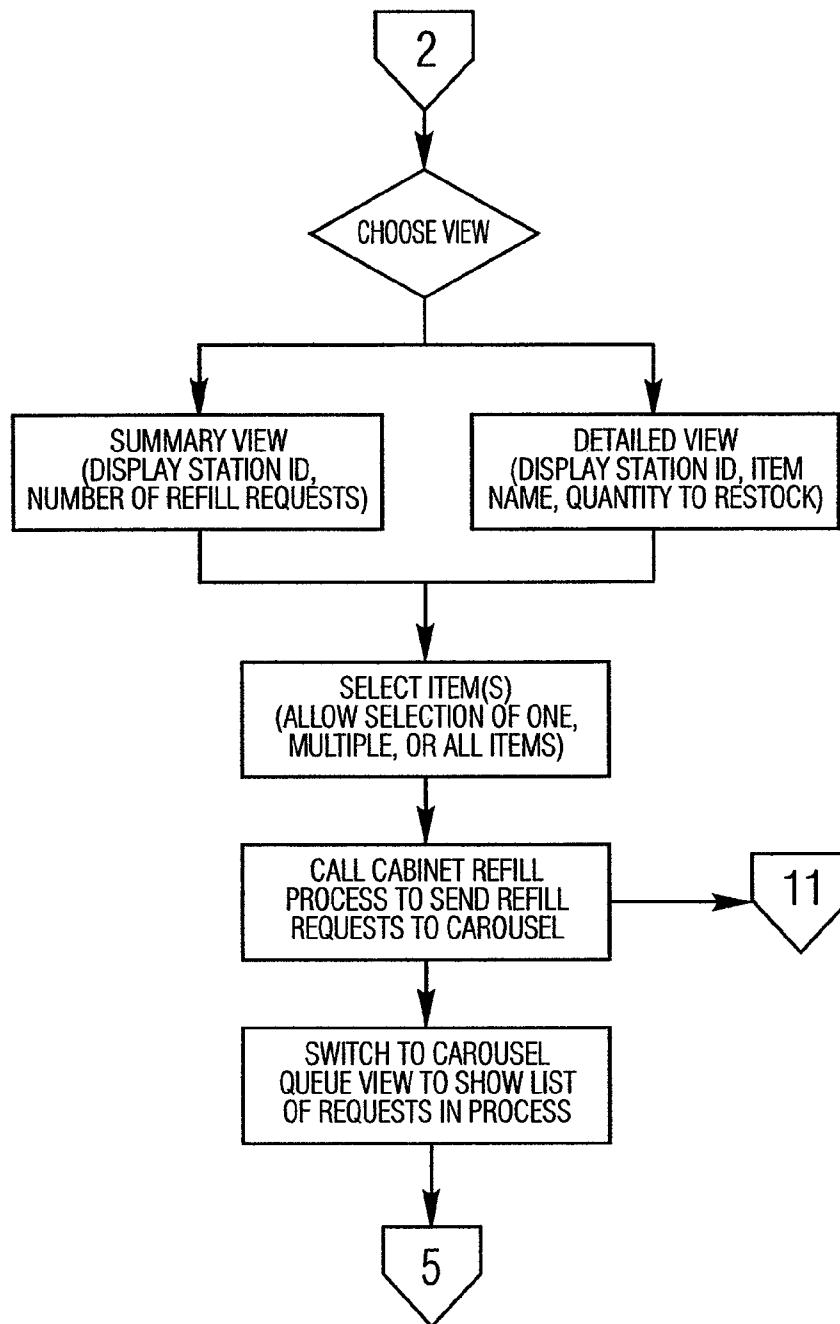 2
CHOOSE VIEW
SUMMARY VIEW
(DISPLAY STATION ID,
NUMBER OF REFILL REQUESTS)
DETAILED VIEW
(DISPLAY STATION ID, ITEM
NAME, QUANTITY TO RESTOCK)
SELECT ITEM(S)
(ALLOW SELECTION OF ONE,
MULTIPLE, OR ALL ITEMS)
CALL CABINET REFILL
PROCESS TO SEND REFILL
REQUESTS TO CAROUSEL
11
SWITCH TO CAROUSEL
QUEUE VIEW TO SHOW LIST
OF REQUESTS IN PROCESS
5